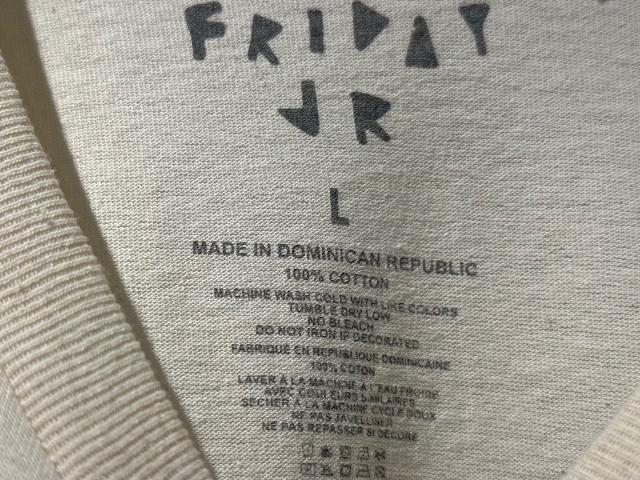 FRIDAY
JR
L
MADE IN DOMINICAN REPUBLIC
100% COTTON
MACHINE WASH COLD WITH LIKE COLORS
TUMBLE DRY LOW
NO BLEACH
DO NOT IRON IF DECORATED
FABRIQUÉ EN REPUBLIQUE DOMINICAINE
100% COTON
LAVER À LA MACHINE A L'EAU FROIDE
AVEC COULEURS SIMILAIRES
SECHER A LA MACHINE CYCLE DOUX
NE PAS JAVELLISER
NE PAS REPASSER SI DECORE